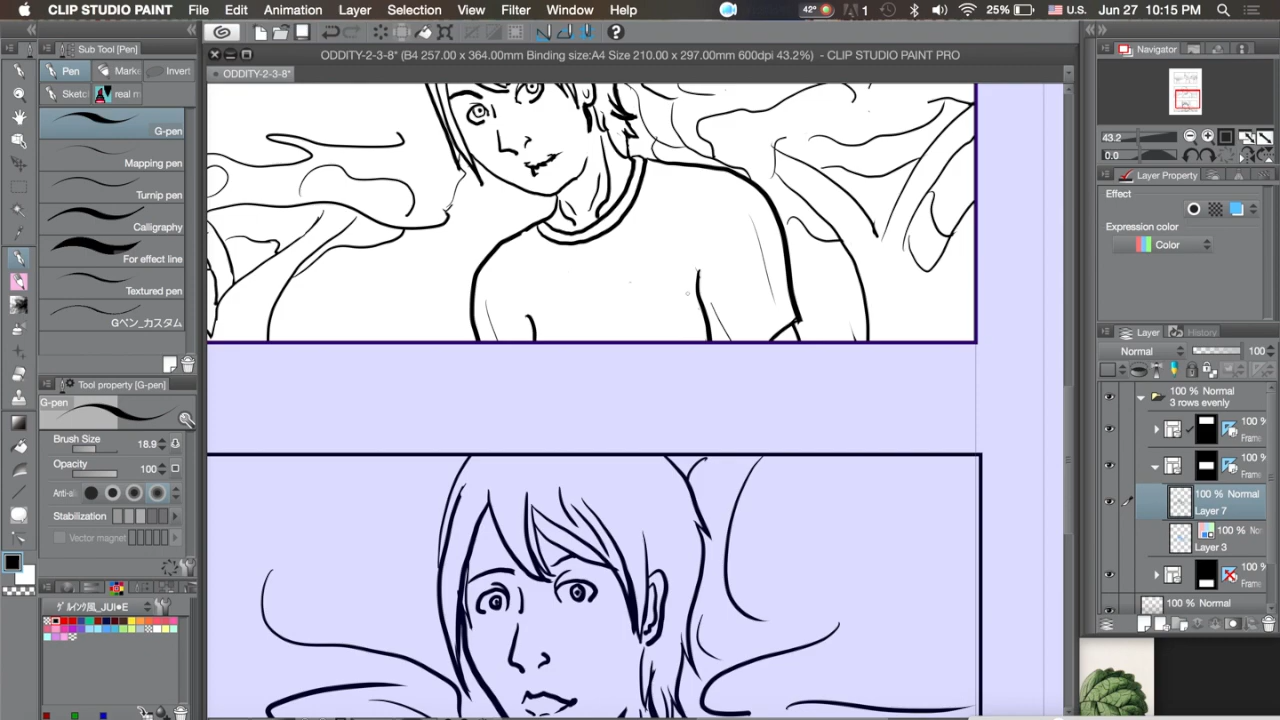 CLIP STUDIO PAINT File Edit Animation Layer Selection View Filter Window Help 42° 1 25% U.S. Jun 27 10:15 PM
Sub Tool [Pen]
ODDITY-2-3-8* (B4 257.00 x 364.00mm Binding size:A4 Size 210.00 x 297.00mm 600dpi 43.2%) - CLIP STUDIO PAINT PRO
Navigator
Pen Marke Invert
ODDITY-2-3-8*
Sketc real m
G-pen
43.2
Mapping pen
0.0
Layer Property
Turnip pen
Effect
Calligraphy
Expression color
Color
For effect line
Textured pen
Gペン_カスタム
Layer History
Normal 100
Tool property [G-pen]
100 % Normal
3 rows evenly
G-pen
100 %
Frame
Brush Size 18.9
100 %
Frame
Opacity 100
Anti-ali
100 % Normal
Layer 7
Stabilization
Vector magnet
100 % No
Layer 3
100 %
Frame
100 % Normal